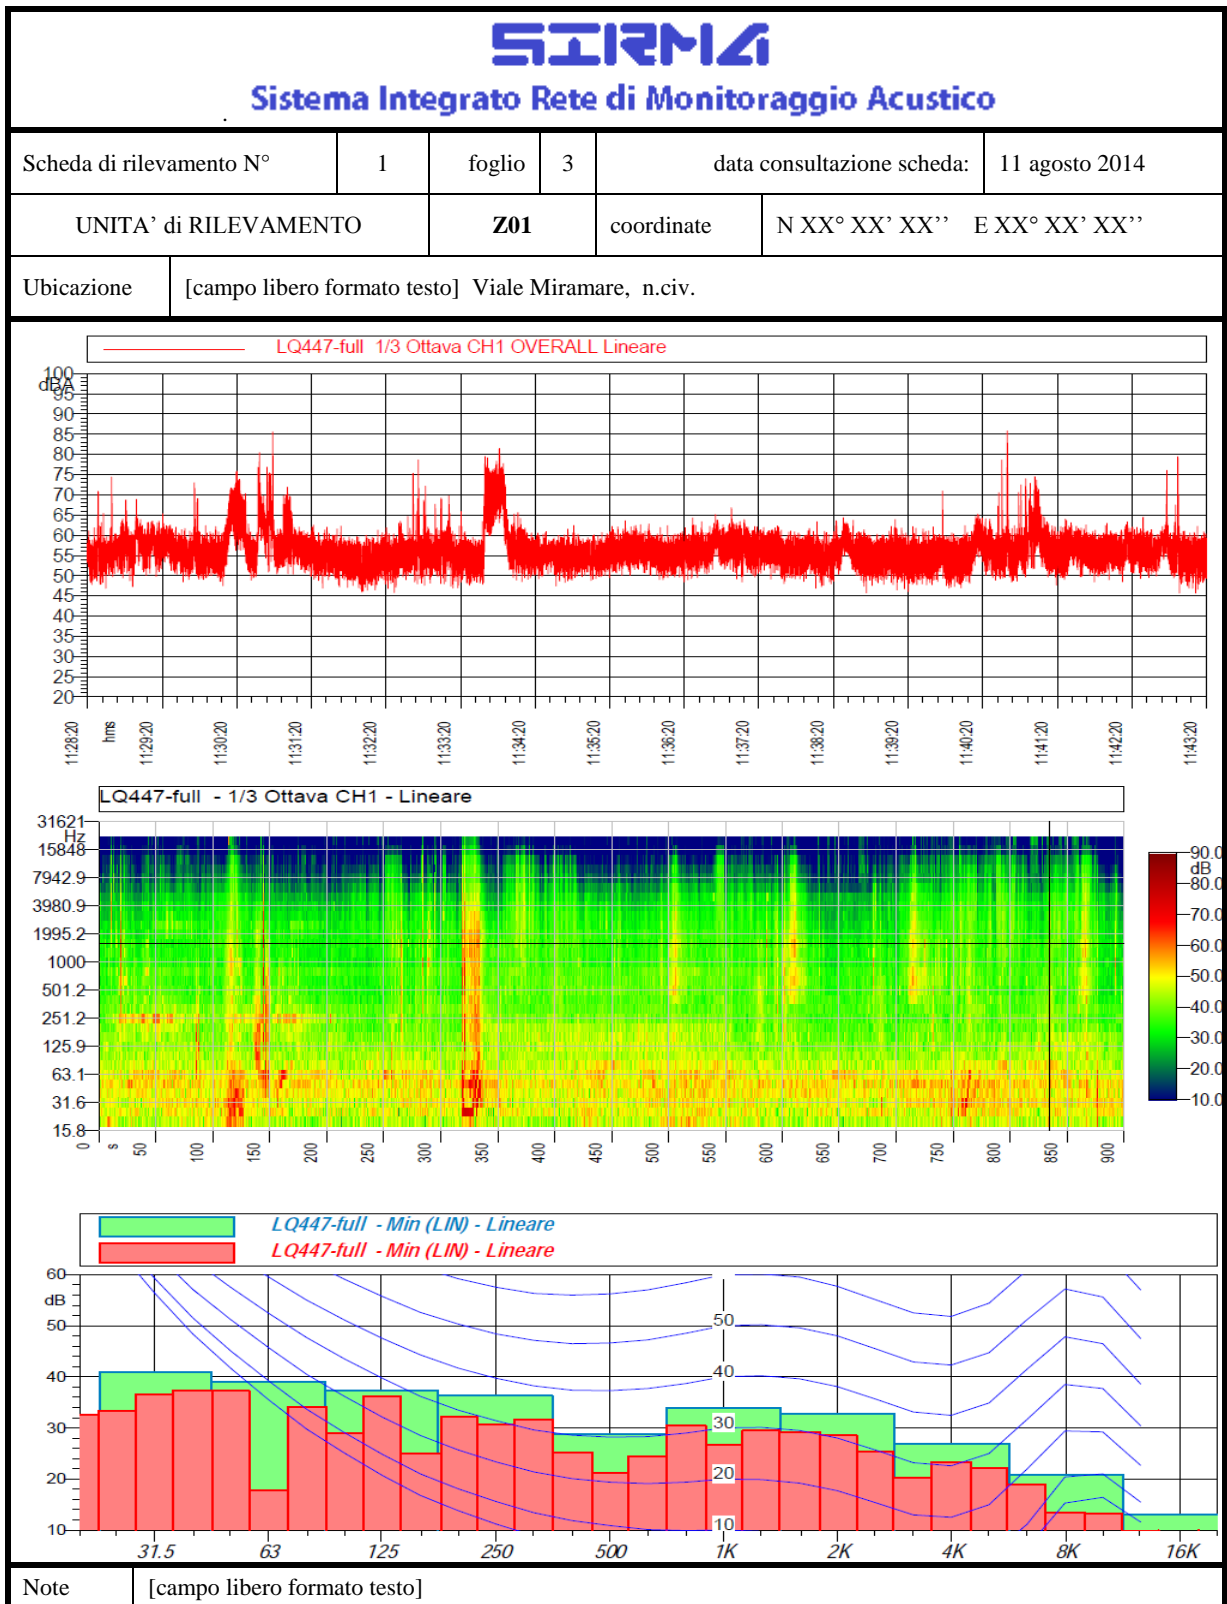 SIRMA
Sistema Integrato Rete di Monitoraggio Acustico
.
Scheda di rilevamento N° 1 foglio 3 data consultazione scheda: 11 agosto 2014
UNITA’ di RILEVAMENTO Z01 coordinate N XX° XX’ XX’’ E XX° XX’ XX’’
Ubicazione [campo libero formato testo] Viale Miramare, n.civ.
LQ447-full 1/3 Ottava CH1 OVERALL Lineare
100
dBA
95
90
85
80
75
70
65
60
55
50
45
40
35
30
25
20
11:28:20 hms 11:29:20 11:30:20 11:31:20 11:32:20 11:33:20 11:34:20 11:35:20 11:36:20 11:37:20 11:38:20 11:39:20 11:40:20 11:41:20 11:42:20 11:43:20
LQ447-full - 1/3 Ottava CH1 - Lineare
31621
Hz
15848
7942.9
3980.9
1995.2
1000
501.2
251.2
125.9
63.1
31.6
15.8
90.0
dB
80.0
70.0
60.0
50.0
40.0
30.0
20.0
10.0
0 s 50 100 150 200 250 300 350 400 450 500 550 600 650 700 750 800 850 900
LQ447-full - Min (LIN) - Lineare
LQ447-full - Min (LIN) - Lineare
60
dB
50
40
30
20
10
50
40
30
20
10
31.5 63 125 250 500 1K 2K 4K 8K 16K
Note [campo libero formato testo]